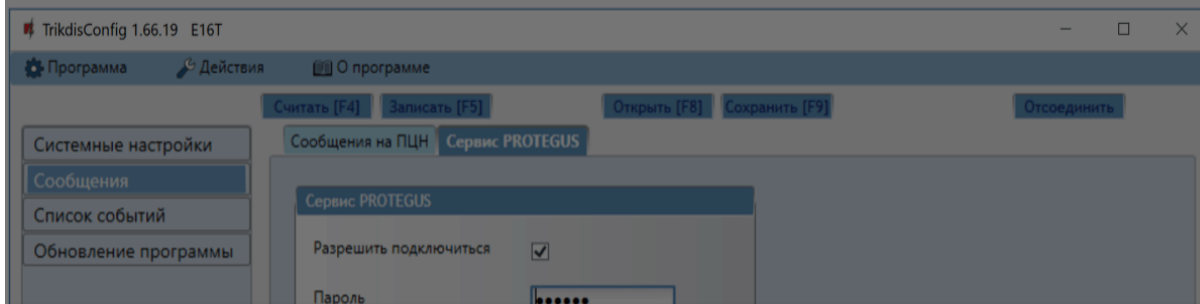 TrikdisConfig 1.66.19 E16T
Программа Действия О программе
Считать [F4] Записать [F5] Открыть [F8] Сохранить [F9] Отсоединить
Системные настройки
Сообщения
Список событий
Обновление программы
Сообщения на ПЦН Сервис PROTEGUS
Сервис PROTEGUS
Разрешить подключиться
Пароль ••••••